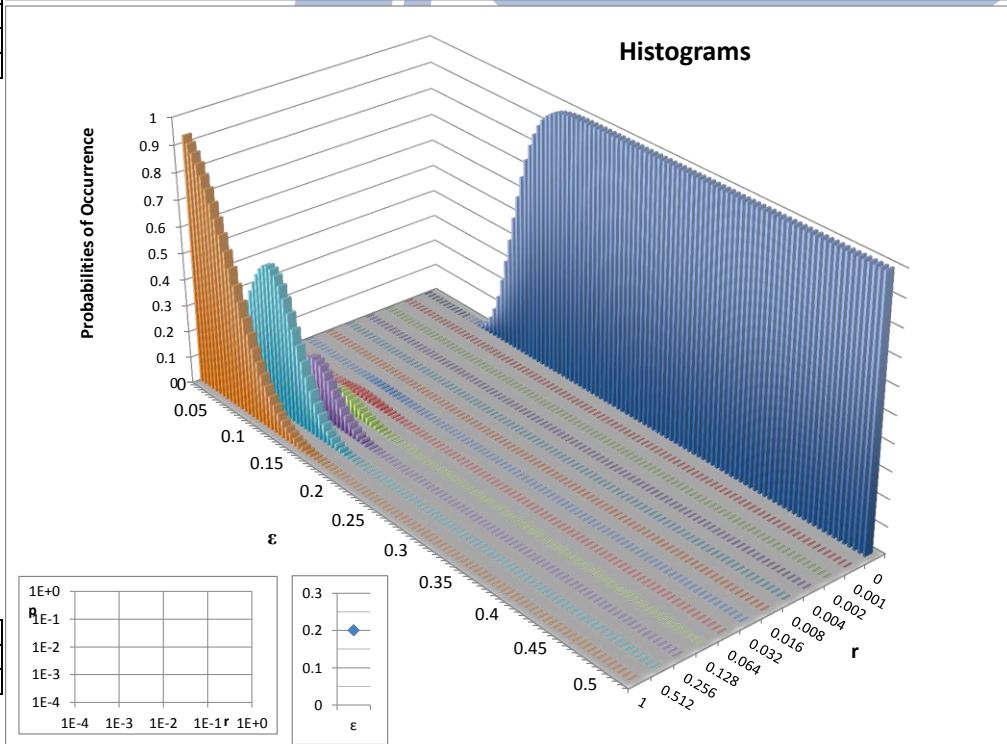 Histograms
Probabilities of Occurrence
1
0.9
0.8
0.7
0.6
0.5
0.4
0.3
0.2
0.1
0
0
0.05
0.1
0.15
0.2
0.25
0.3
0.35
0.4
0.45
0.5
ε
0
0.001
0.002
0.004
0.008
0.016
0.032
0.064
0.128
0.256
0.512
1
r
1E+0
1E-1
1E-2
1E-3
1E-4
1E-4
1E-3
1E-2
1E-1
r
1E+0
0.3
0.2
0.1
0
ε